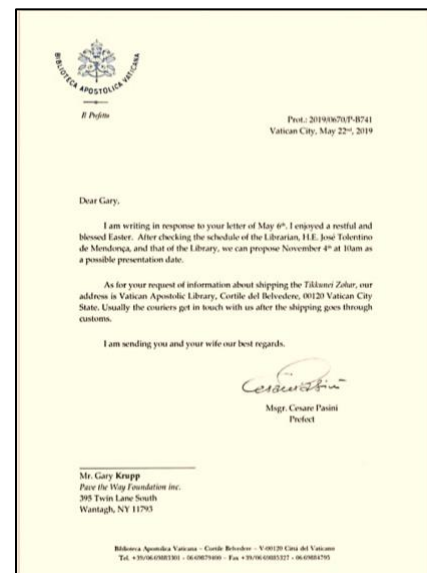 BIBLIOTECA APOSTOLICA VATICANA
Il Prefetto
Prot.: 2019/0670/P-B741
Vatican City, May 22nd, 2019
Dear Gary,
I am writing in response to your letter of May 6th. I enjoyed a restful and
blessed Easter. After checking the schedule of the Librarian, H.E. José Tolentino
de Mendonça, and that of the Library, we can propose November 4th at 10am as
a possible presentation date.
As for your request of information about shipping the Tikkunei Zohar, our
address is Vatican Apostolic Library, Cortile del Belvedere, 00120 Vatican City
State. Usually the couriers get in touch with us after the shipping goes through
customs.
I am sending you and your wife our best regards.
Cesare Pasini
Msgr. Cesare Pasini
Prefect
Mr. Gary Krupp
Pave the Way Foundation inc.
395 Twin Lane South
Wantagh, NY 11793
Biblioteca Apostolica Vaticana – Cortile Belvedere – V-00120 Città del Vaticano